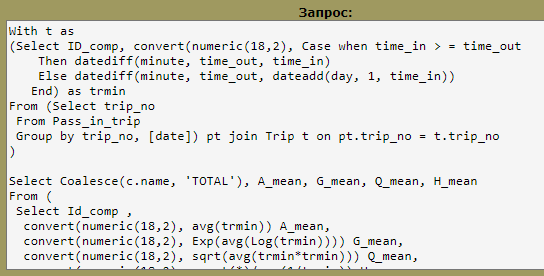 Запрос:
With t as
(Select ID_comp, convert(numeric(18,2), Case when time_in > = time_out
Then datediff(minute, time_out, time_in)
Else datediff(minute, time_out, dateadd(day, 1, time_in))
End) as trmin
From (Select trip_no
From Pass_in_trip
Group by trip_no, [date]) pt join Trip t on pt.trip_no = t.trip_no
)
Select Coalesce(c.name, 'TOTAL'), A_mean, G_mean, Q_mean, H_mean
From (
Select Id_comp ,
convert(numeric(18,2), avg(trmin)) A_mean,
convert(numeric(18,2), Exp(avg(Log(trmin)))) G_mean,
convert(numeric(18,2), sqrt(avg(trmin*trmin))) Q_mean,